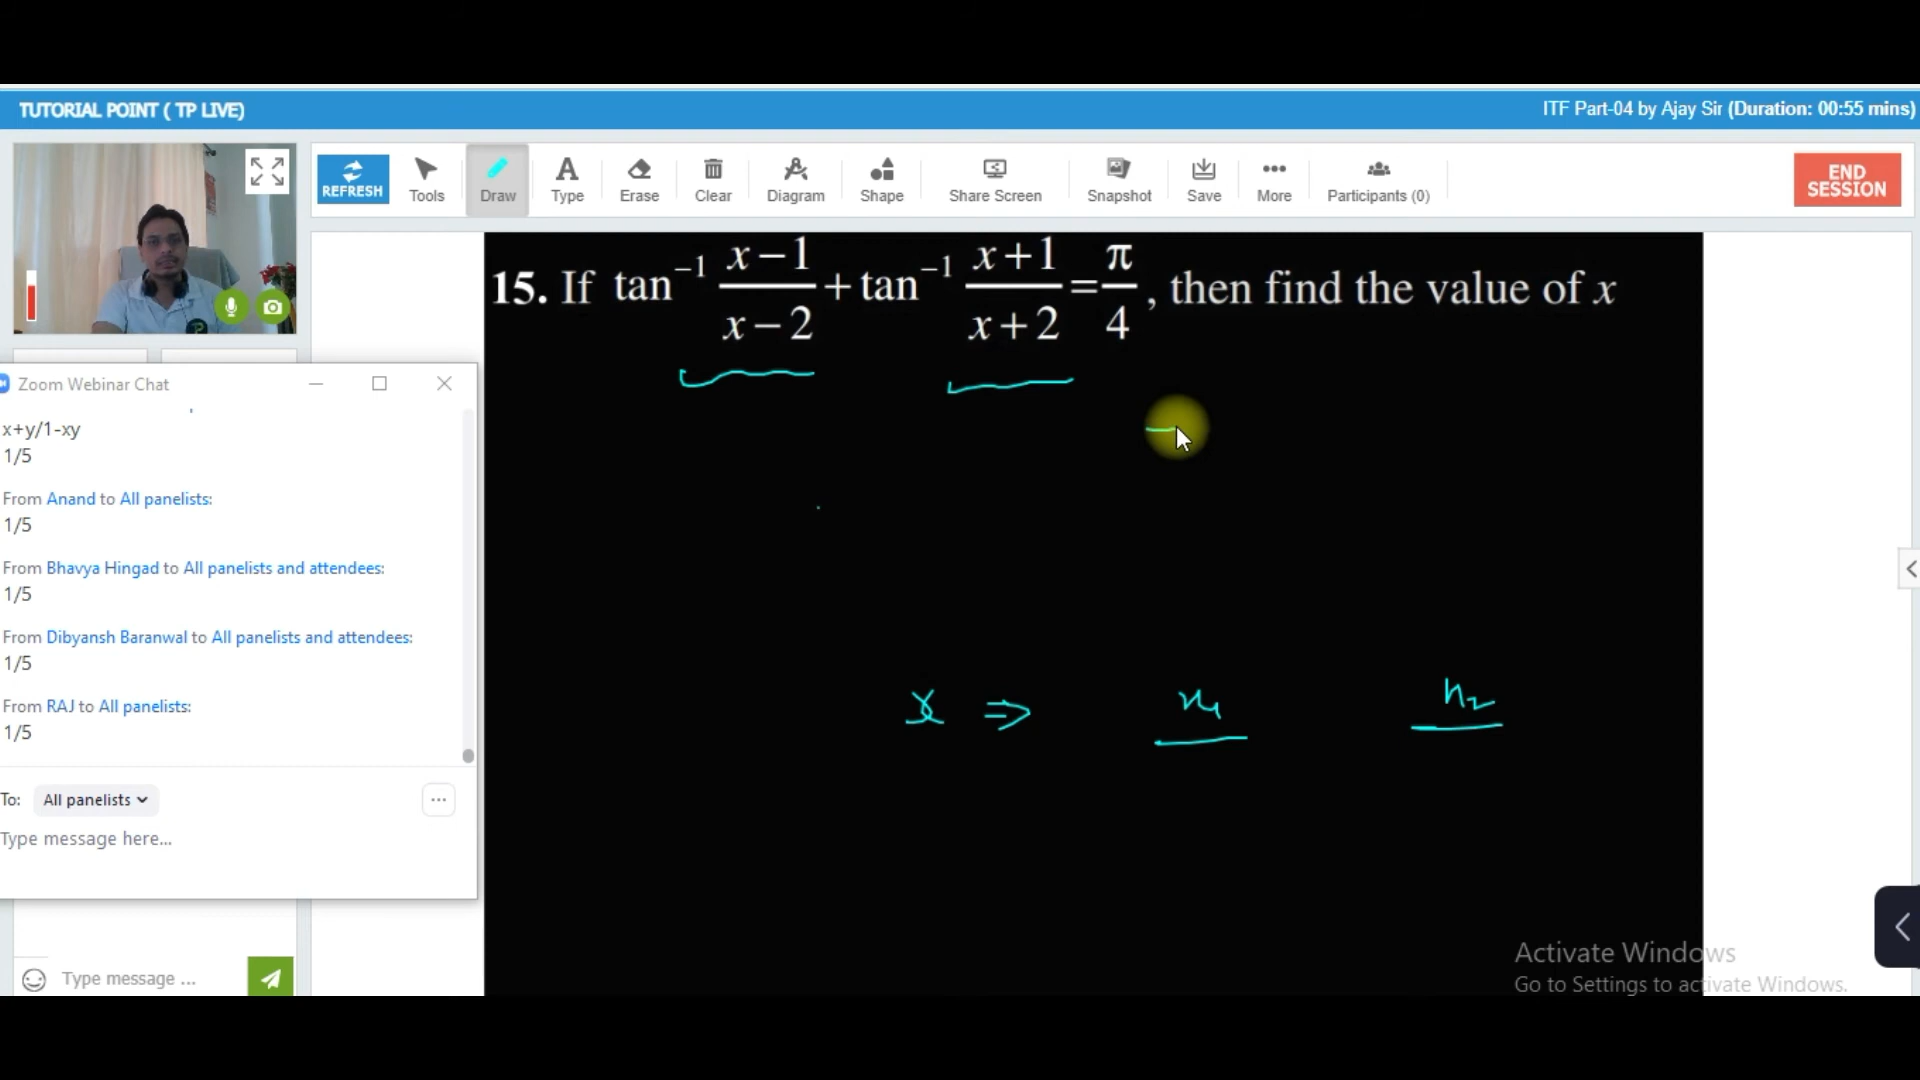 TUTORIAL POINT ( TP LIVE)
ITF Part-04 by Ajay Sir (Duration: 00:55 mins)
REFRESH
Tools
Draw
Type
Erase
Clear
Diagram
Shape
Share Screen
Snapshot
Save
More
Participants (0)
END
SESSION
15. If tan⁻¹ (x−1)/(x−2) + tan⁻¹ (x+1)/(x+2) = π/4, then find the value of x
Zoom Webinar Chat
x+y/1-xy
1/5
From Anand to All panelists:
1/5
From Bhavya Hingad to All panelists and attendees:
1/5
From Dibyansh Baranwal to All panelists and attendees:
1/5
From RAJ to All panelists:
1/5
To: All panelists
Type message here...
x ⇒ x₁ x₂
Type message ...
Activate Windows
Go to Settings to activate Windows.